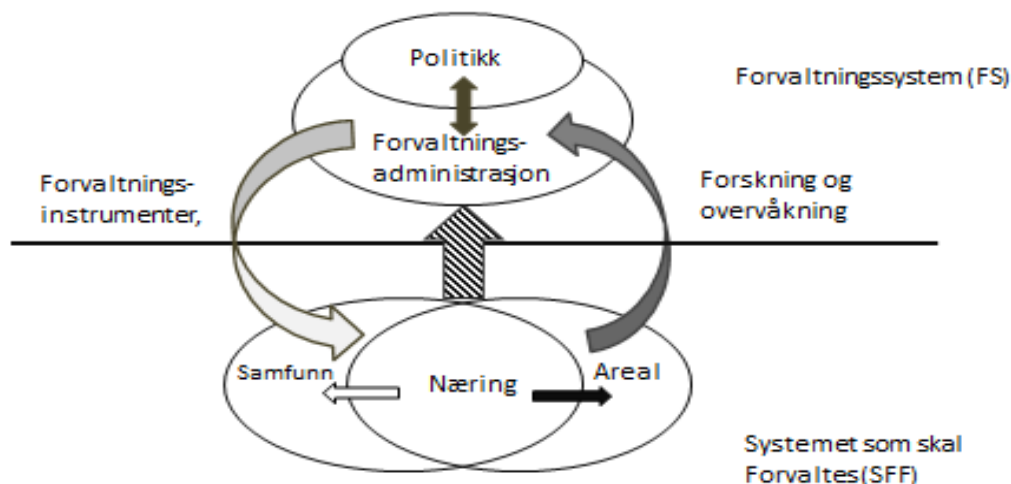 Politikk
Forvaltningssystem (FS)
Forvaltnings-
administrasjon
Forvaltnings-
instrumenter,
Forskning og
overvåkning
Samfunn
Næring
Areal
Systemet som skal
Forvaltes (SFF)